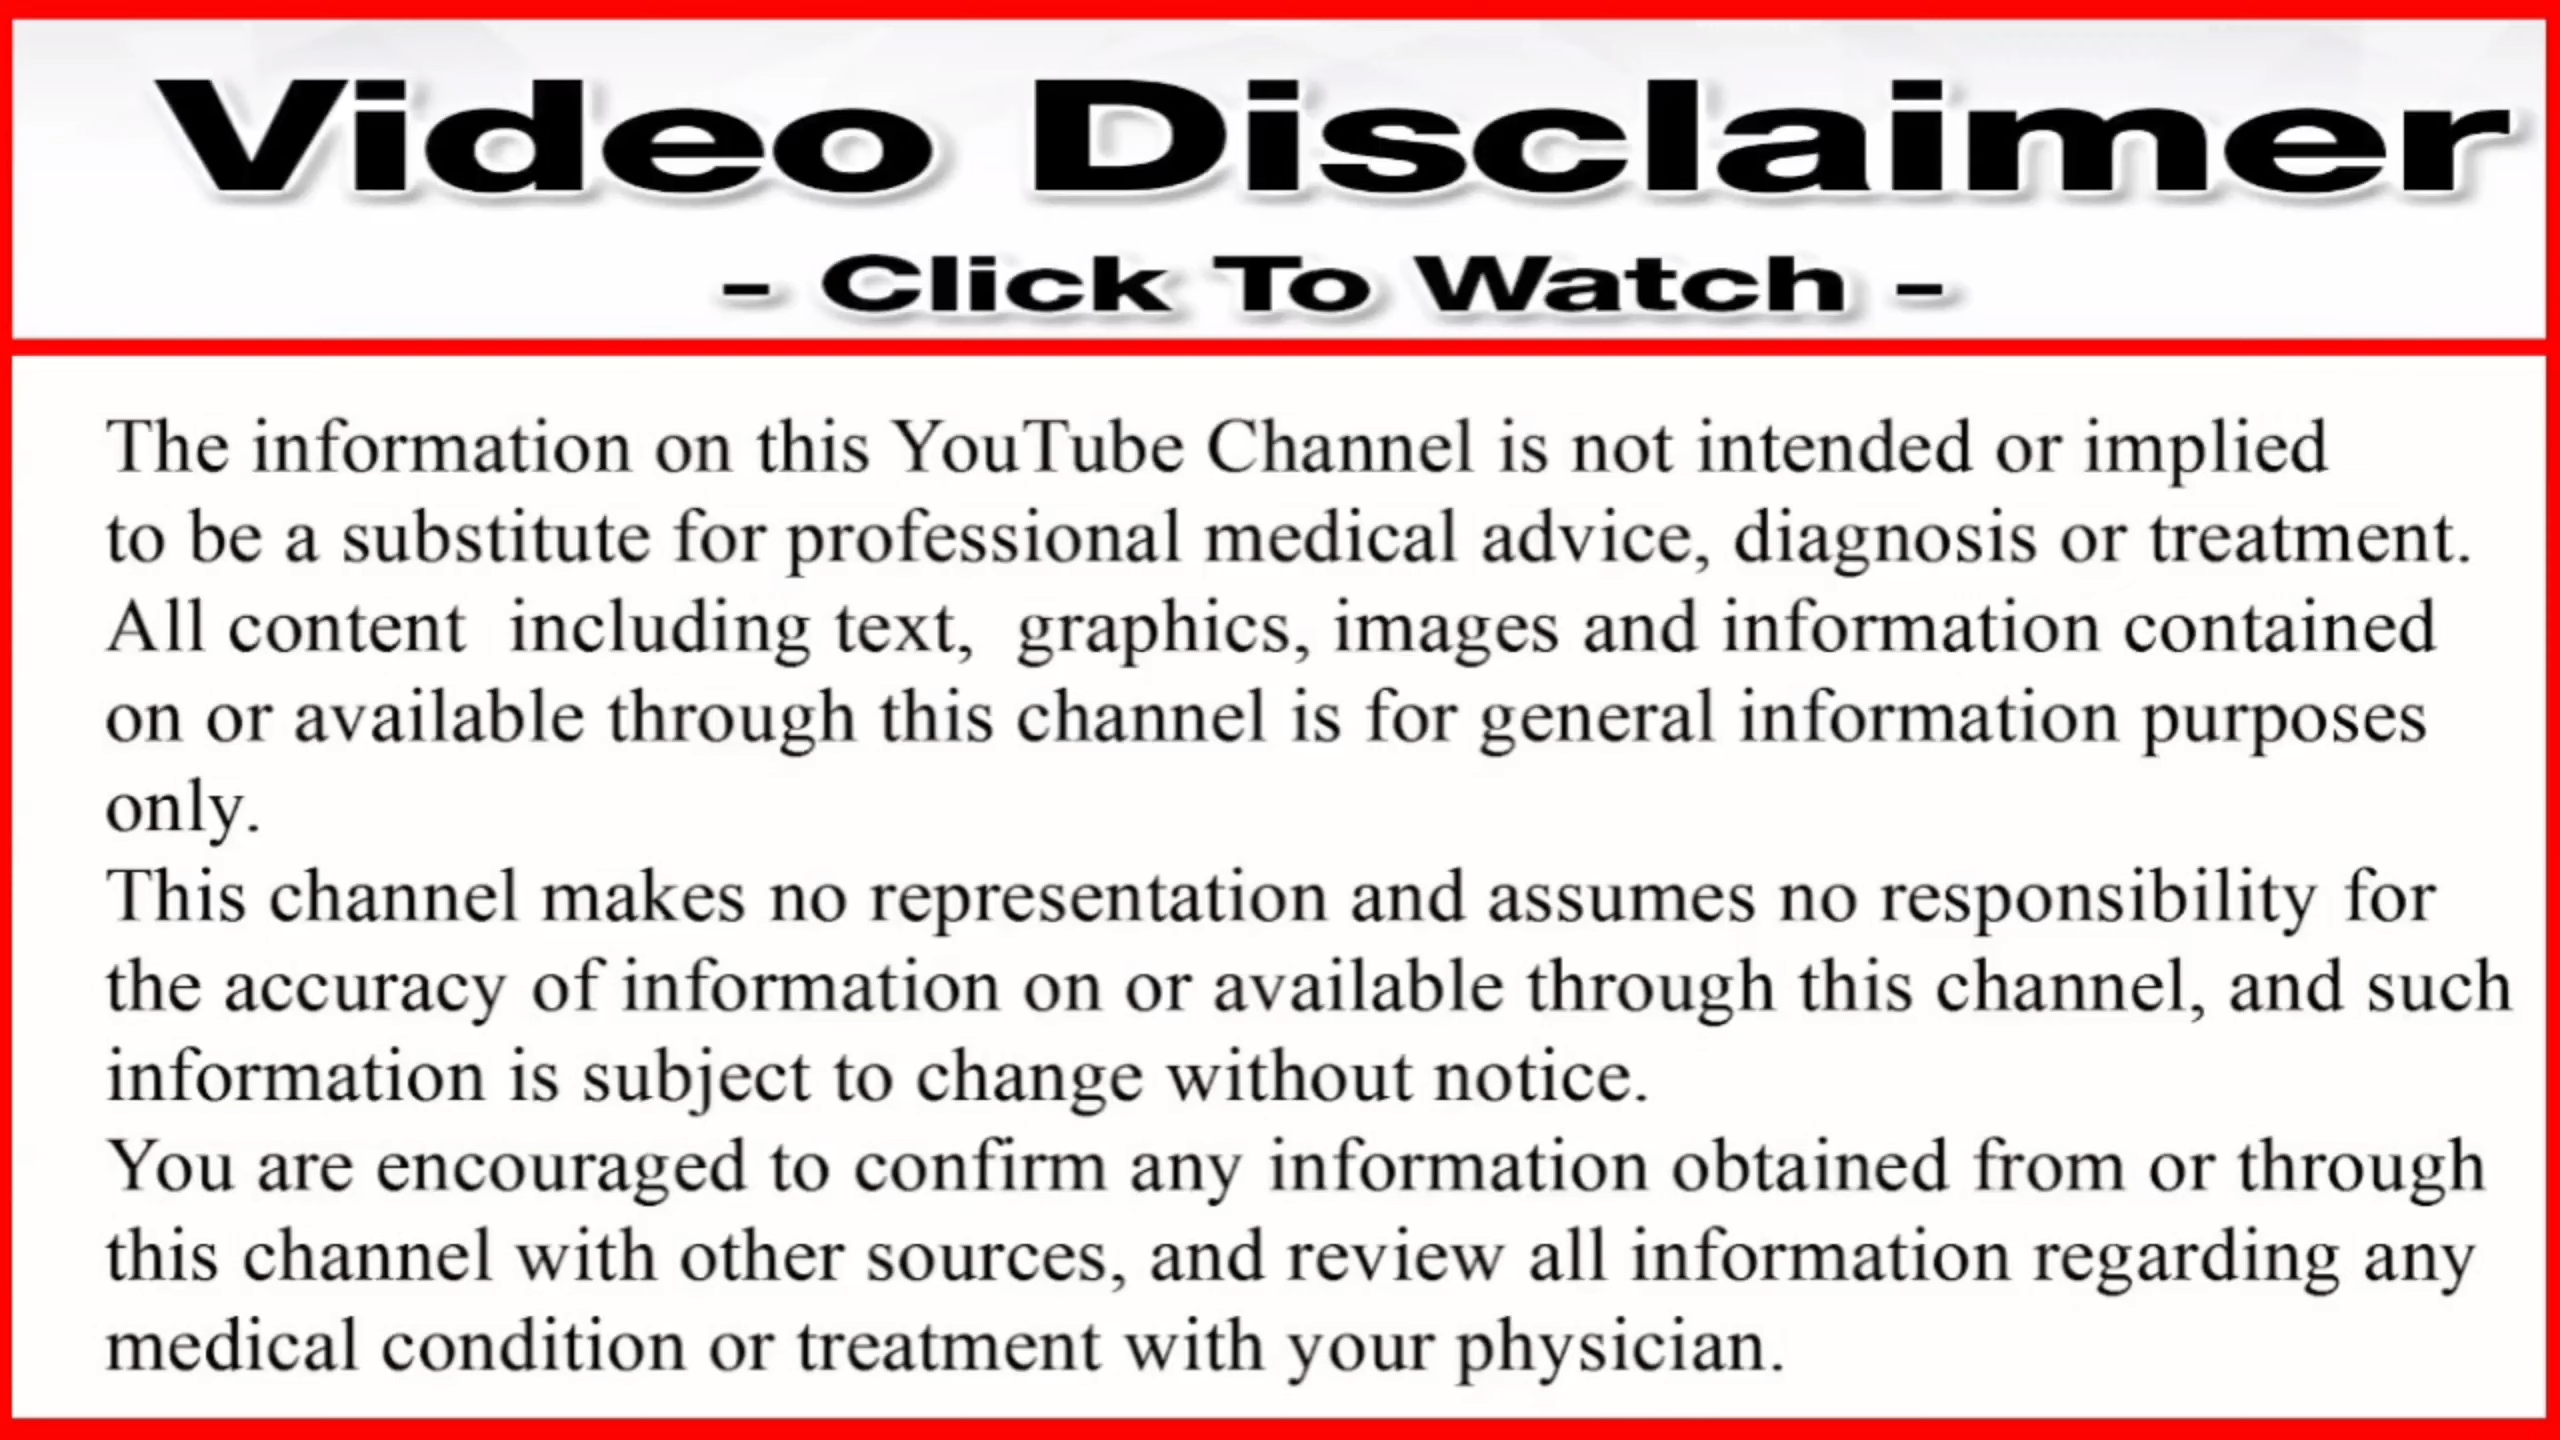 Video Disclaimer
- Click To Watch -
The information on this YouTube Channel is not intended or implied
to be a substitute for professional medical advice, diagnosis or treatment.
All content  including text,  graphics, images and information contained
on or available through this channel is for general information purposes
only.
This channel makes no representation and assumes no responsibility for
the accuracy of information on or available through this channel, and such
information is subject to change without notice.
You are encouraged to confirm any information obtained from or through
this channel with other sources, and review all information regarding any
medical condition or treatment with your physician.